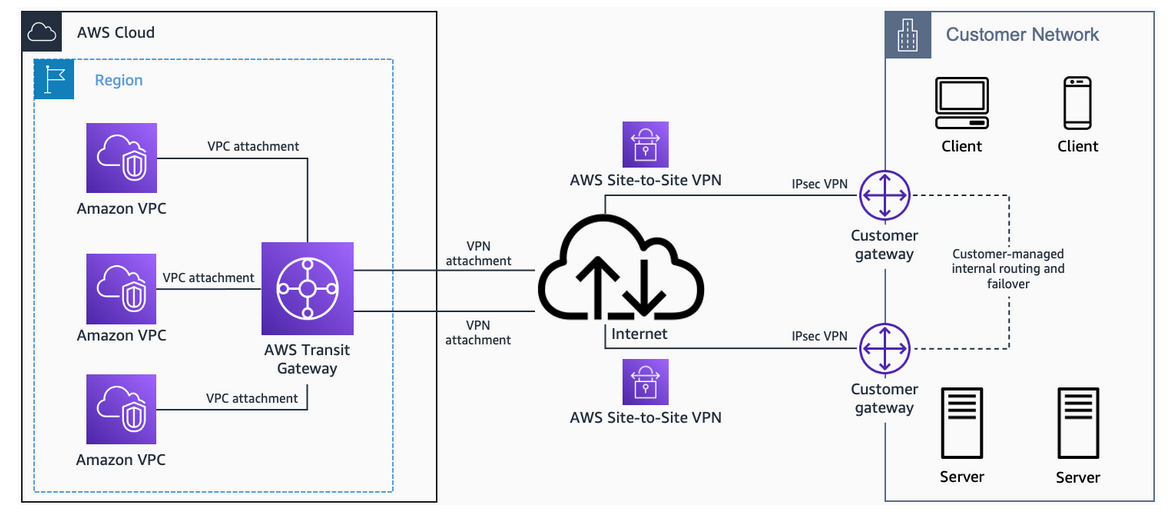 AWS Cloud
Region
VPC attachment
Amazon VPC
VPC attachment
Amazon VPC
AWS Transit
Gateway
VPC attachment
Amazon VPC
VPN
attachment
VPN
attachment
AWS Site-to-Site VPN
IPsec VPN
Internet
IPsec VPN
AWS Site-to-Site VPN
Customer Network
Client
Client
Customer
gateway
Customer-managed
internal routing and
failover
Customer
gateway
Server
Server